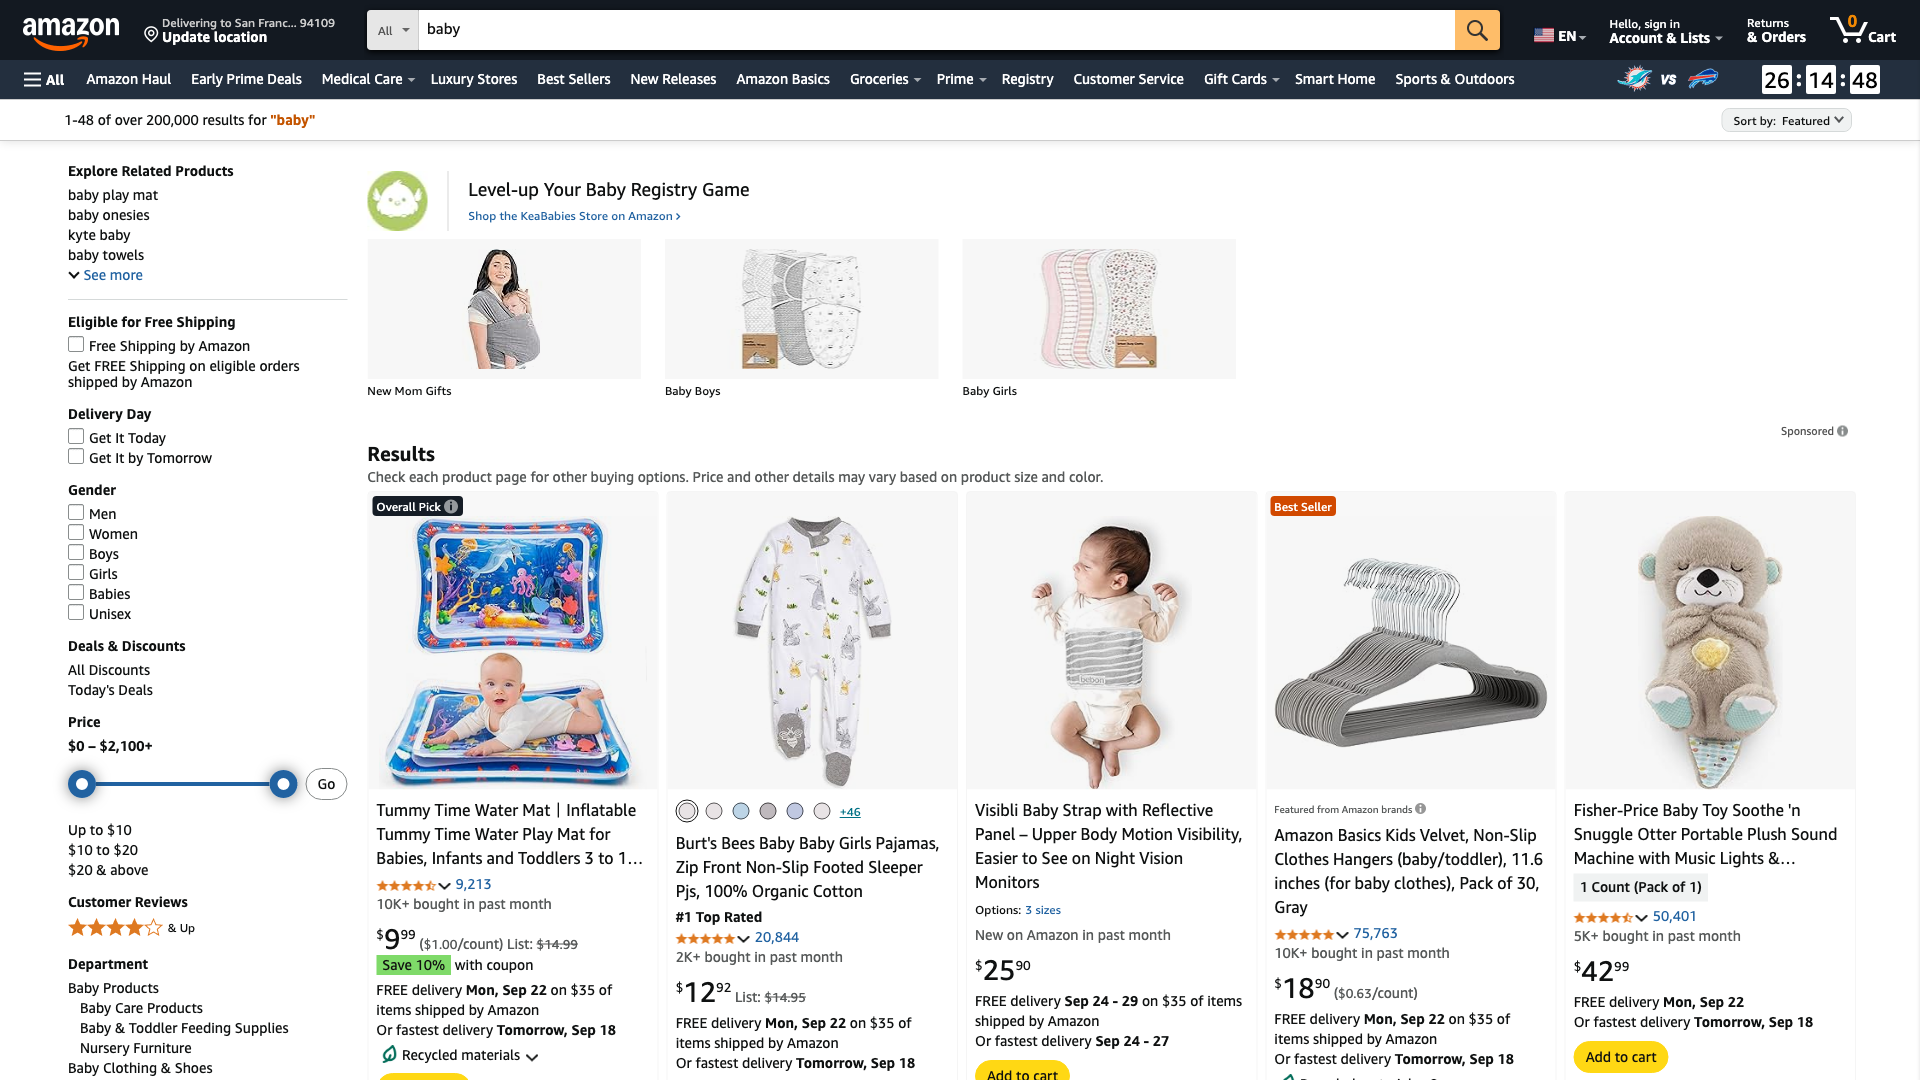 amazon
Delivering to San Franc... 94109
Update location
All
baby
EN
Hello, sign in
Account & Lists
Returns
& Orders
0
Cart
All
Amazon Haul
Early Prime Deals
Medical Care
Luxury Stores
Best Sellers
New Releases
Amazon Basics
Groceries
Prime
Registry
Customer Service
Gift Cards
Smart Home
Sports & Outdoors
VS
26 : 14 : 48
1-48 of over 200,000 results for "baby"
Sort by: Featured
Explore Related Products
baby play mat
baby onesies
kyte baby
baby towels
See more
Eligible for Free Shipping
Free Shipping by Amazon
Get FREE Shipping on eligible orders
shipped by Amazon
Delivery Day
Get It Today
Get It by Tomorrow
Gender
Men
Women
Boys
Girls
Babies
Unisex
Deals & Discounts
All Discounts
Today's Deals
Price
$0 – $2,100+
Go
Up to $10
$10 to $20
$20 & above
Customer Reviews
& Up
Department
Baby Products
Baby Care Products
Baby & Toddler Feeding Supplies
Nursery Furniture
Baby Clothing & Shoes
Level-up Your Baby Registry Game
Shop the KeaBabies Store on Amazon ›
New Mom Gifts
Baby Boys
Baby Girls
Sponsored
Results
Check each product page for other buying options. Price and other details may vary based on product size and color.
Overall Pick
Tummy Time Water Mat | Inflatable
Tummy Time Water Play Mat for
Babies, Infants and Toddlers 3 to 1…
9,213
10K+ bought in past month
$9.99 ($1.00/count) List: $14.99
Save 10% with coupon
FREE delivery Mon, Sep 22 on $35 of
items shipped by Amazon
Or fastest delivery Tomorrow, Sep 18
Recycled materials
+46
Burt's Bees Baby Baby Girls Pajamas,
Zip Front Non-Slip Footed Sleeper
Pjs, 100% Organic Cotton
#1 Top Rated
20,844
2K+ bought in past month
$12.92 List: $14.95
FREE delivery Mon, Sep 22 on $35 of
items shipped by Amazon
Or fastest delivery Tomorrow, Sep 18
bebon
Visibli Baby Strap with Reflective
Panel – Upper Body Motion Visibility,
Easier to See on Night Vision
Monitors
Options: 3 sizes
New on Amazon in past month
$25.90
FREE delivery Sep 24 - 29 on $35 of items
shipped by Amazon
Or fastest delivery Sep 24 - 27
Add to cart
Best Seller
Featured from Amazon brands
Amazon Basics Kids Velvet, Non-Slip
Clothes Hangers (baby/toddler), 11.6
inches (for baby clothes), Pack of 30,
Gray
75,763
10K+ bought in past month
$18.90 ($0.63/count)
FREE delivery Mon, Sep 22 on $35 of
items shipped by Amazon
Or fastest delivery Tomorrow, Sep 18
Fisher-Price Baby Toy Soothe 'n
Snuggle Otter Portable Plush Sound
Machine with Music Lights &…
1 Count (Pack of 1)
50,401
5K+ bought in past month
$42.99
FREE delivery Mon, Sep 22
Or fastest delivery Tomorrow, Sep 18
Add to cart